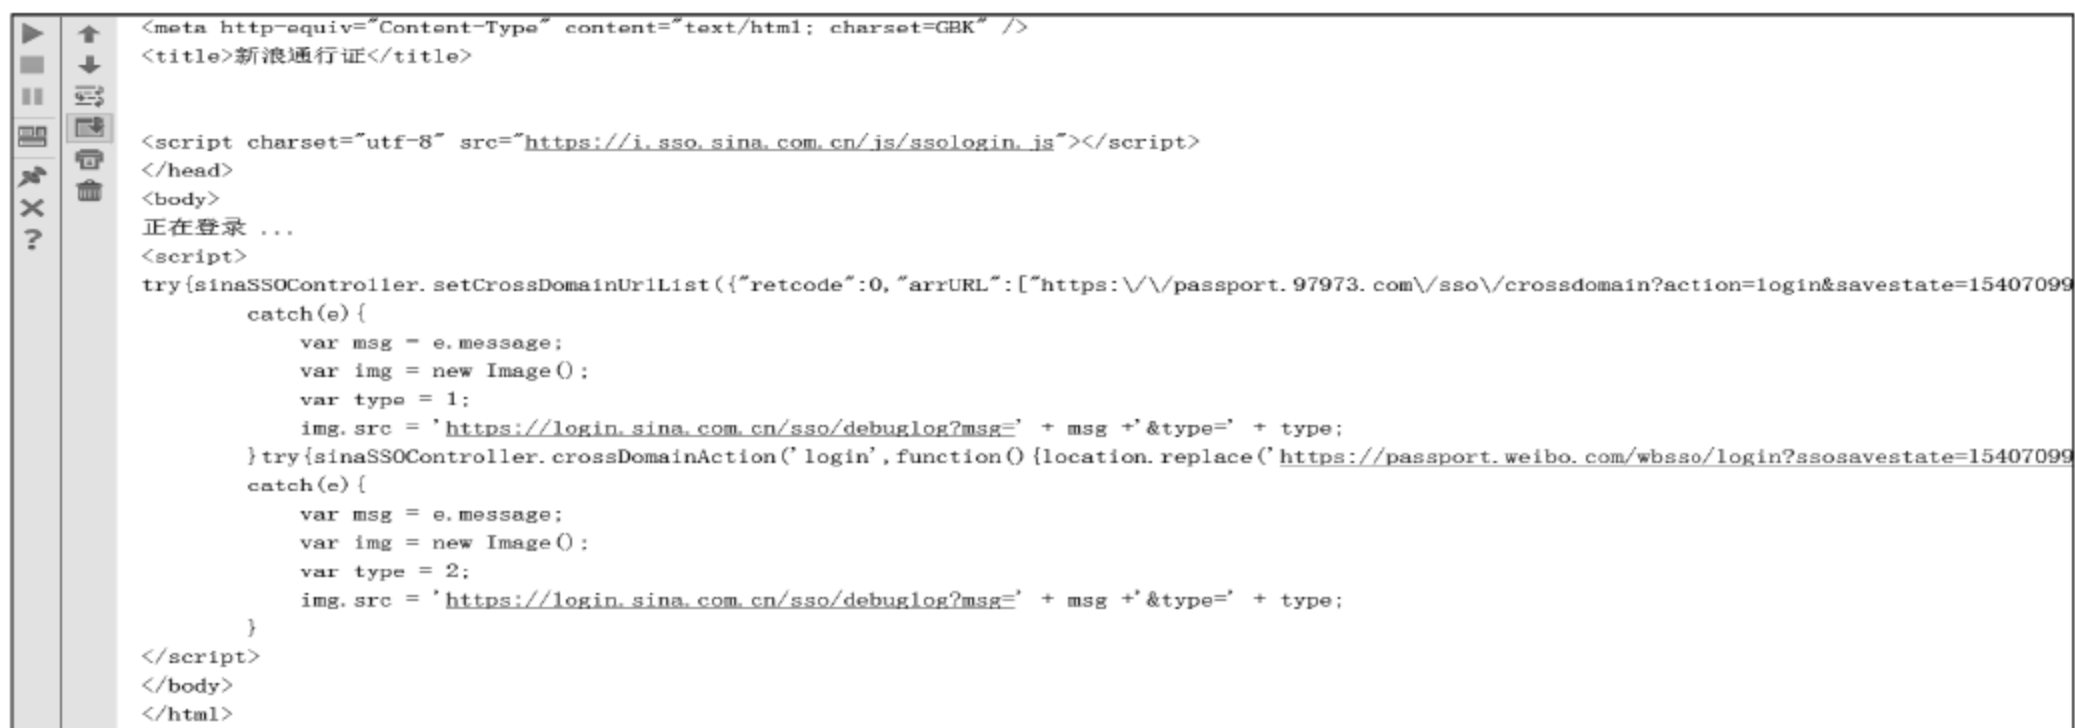 <meta http-equiv="Content-Type" content="text/html; charset=GBK" />
<title>新浪通行证</title>
<script charset="utf-8" src="https://i.sso.sina.com.cn/js/ssologin.js"></script>
</head>
<body>
正在登录 ...
<script>
try{sinaSSOController.setCrossDomainUrlList({"retcode":0,"arrURL":["https:\/\/passport.97973.com\/sso\/crossdomain?action=login&savestate=15407099
catch(e){
var msg = e.message;
var img = new Image();
var type = 1;
img.src = 'https://login.sina.com.cn/sso/debuglog?msg=' + msg +'&type=' + type;
}try{sinaSSOController.crossDomainAction('login',function(){location.replace('https://passport.weibo.com/wbsso/login?ssosavestate=15407099
catch(e){
var msg = e.message;
var img = new Image();
var type = 2;
img.src = 'https://login.sina.com.cn/sso/debuglog?msg=' + msg +'&type=' + type;
}
</script>
</body>
</html>